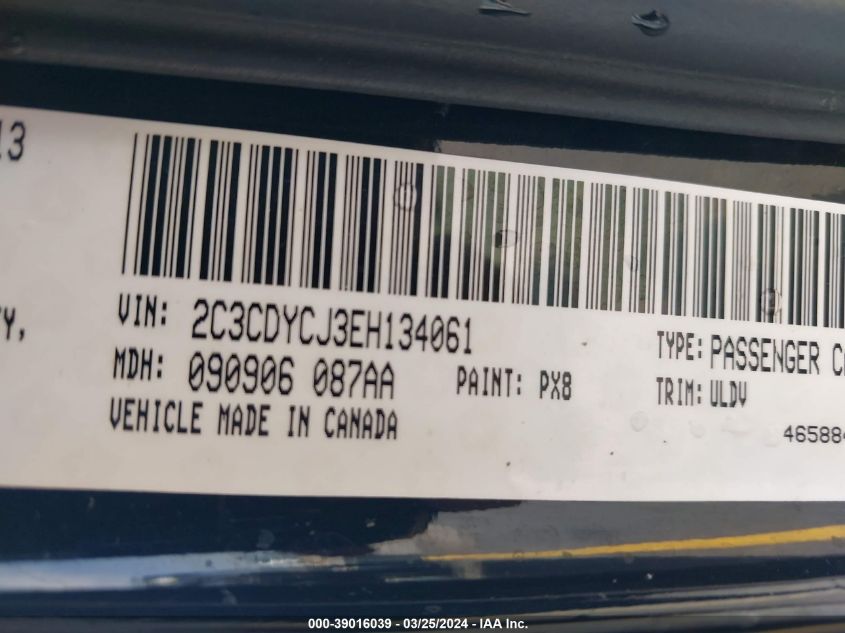 13
VIN: 2C3CDYCJ3EH134061
TYPE: PASSENGER C
Y,
MDH: 090906 087AA
PAINT: PX8
TRIM: ULDV
VEHICLE MADE IN CANADA
46588
000-39016039 - 03/25/2024 - IAA Inc.